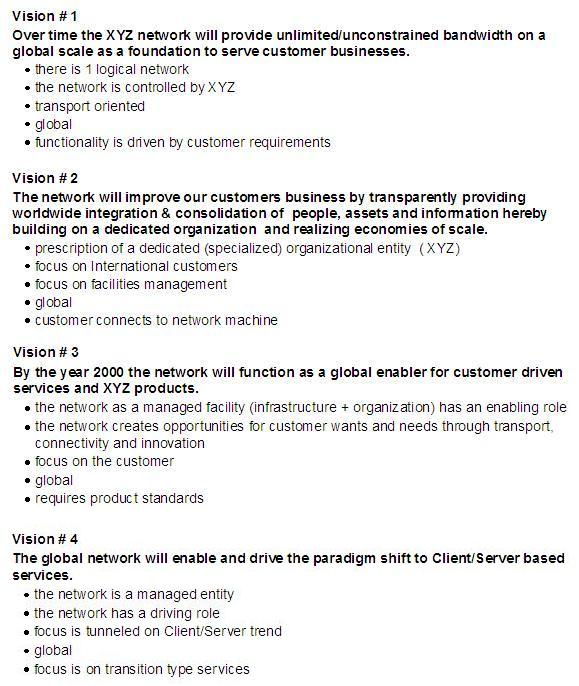 Vision # 1
Over time the XYZ network will provide unlimited/unconstrained bandwidth on a
global scale as a foundation to serve customer businesses.
• there is 1 logical network
• the network is controlled by XYZ
• transport oriented
• global
• functionality is driven by customer requirements
Vision # 2
The network will improve our customers business by transparently providing
worldwide integration & consolidation of people, assets and information hereby
building on a dedicated organization and realizing economies of scale.
• prescription of a dedicated (specialized) organizational entity (XYZ)
• focus on International customers
• focus on facilities management
• global
• customer connects to network machine
Vision # 3
By the year 2000 the network will function as a global enabler for customer driven
services and XYZ products.
• the network as a managed facility (infrastructure + organization) has an enabling role
• the network creates opportunities for customer wants and needs through transport,
connectivity and innovation
• focus on the customer
• global
• requires product standards
Vision # 4
The global network will enable and drive the paradigm shift to Client/Server based
services.
• the network is a managed entity
• the network has a driving role
• focus is tunneled on Client/Server trend
• global
• focus is on transition type services